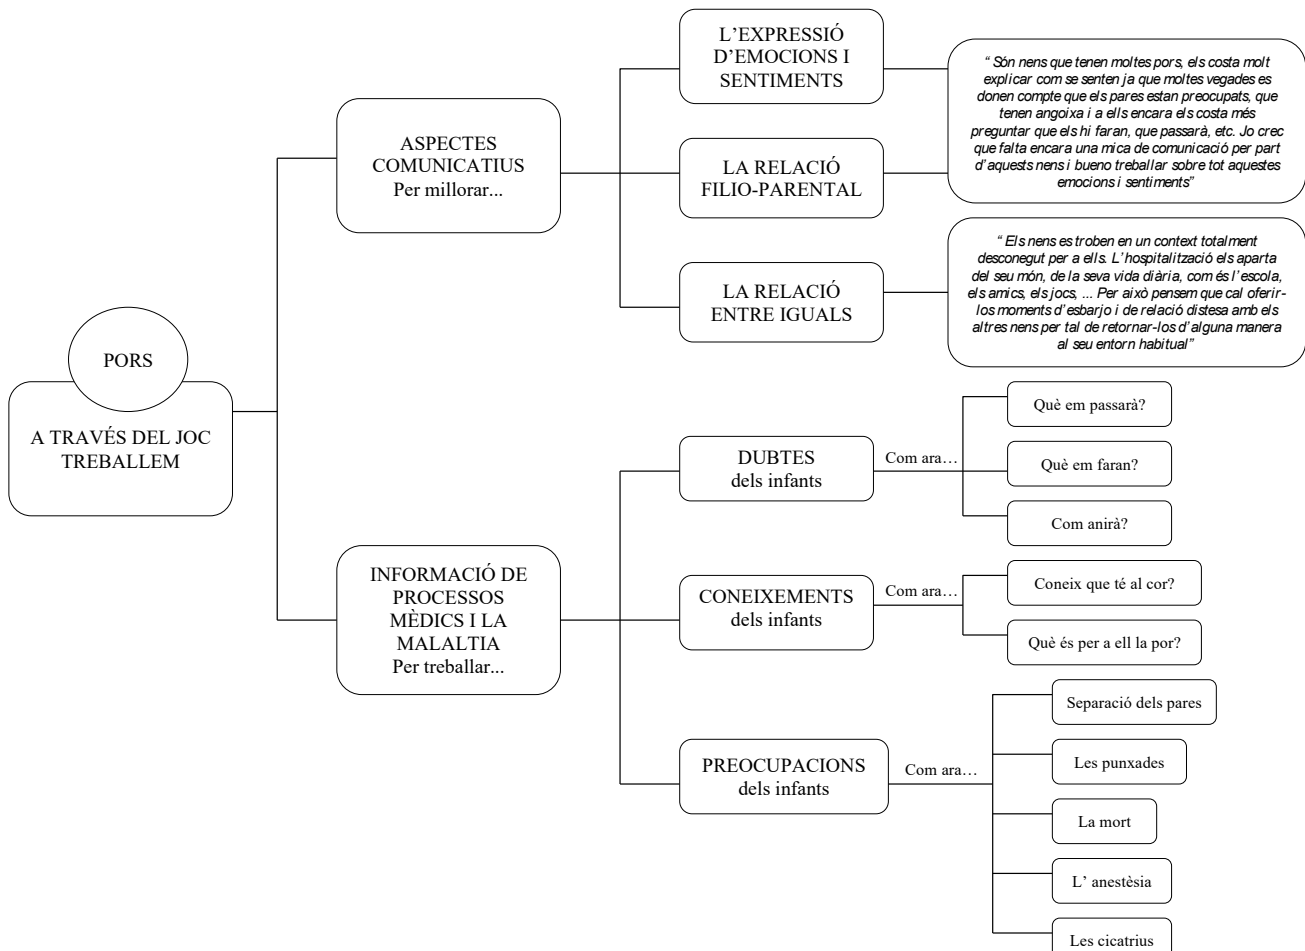 PORS
A TRAVÉS DEL JOC
TREBALLEM
ASPECTES
COMUNICATIUS
Per millorar...
L’EXPRESSIÓ
D’EMOCIONS I
SENTIMENTS
LA RELACIÓ
FILIO-PARENTAL
“ Són nens que tenen moltes pors, els costa molt
explicar com se senten ja que moltes vegades es
donen compte que els pares estan preocupats, que
tenen angoixa i a ells encara els costa més
preguntar que els hi faran, que passarà, etc. Jo crec
que falta encara una mica de comunicació per part
d’aquests nens i bueno treballar sobre tot aquestes
emocions i sentiments”
LA RELACIÓ
ENTRE IGUALS
“ Els nens es troben en un context totalment
desconegut per a ells. L’hospitalització els aparta
del seu món, de la seva vida diària, com és l’escola,
els amics, els jocs, ... Per això pensem que cal oferir-
los moments d’esbarjo i de relació distesa amb els
altres nens per tal de retornar-los d’alguna manera
al seu entorn habitual”
INFORMACIÓ DE
PROCESSOS
MÈDICS I LA
MALALTIA
Per treballar...
DUBTES
dels infants
Com ara…
Què em passarà?
Què em faran?
Com anirà?
CONEIXEMENTS
dels infants
Com ara…
Coneix que té al cor?
Què és per a ell la por?
PREOCUPACIONS
dels infants
Com ara…
Separació dels pares
Les punxades
La mort
L’ anestèsia
Les cicatrius